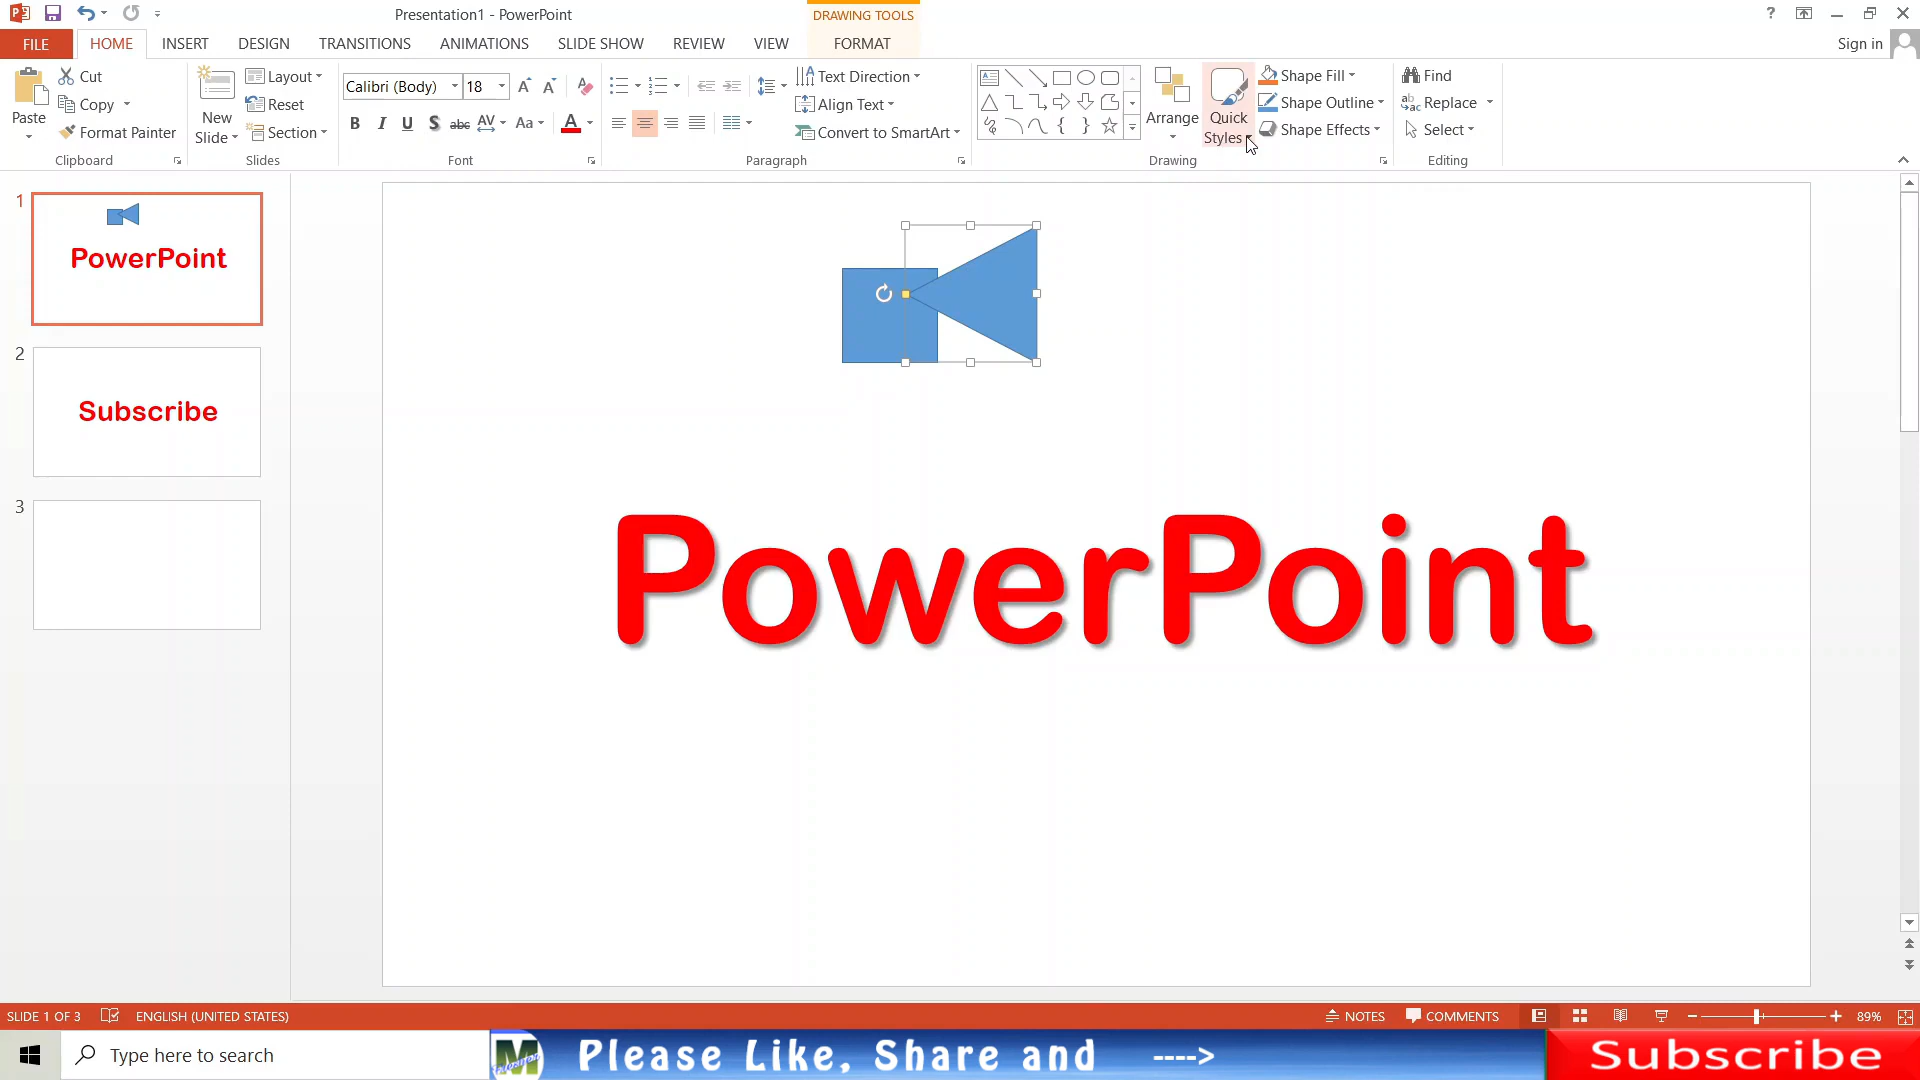 Presentation1 - PowerPoint
DRAWING TOOLS
FILE
HOME
INSERT
DESIGN
TRANSITIONS
ANIMATIONS
SLIDE SHOW
REVIEW
VIEW
FORMAT
Sign in
Paste
Cut
Copy
Format Painter
Clipboard
New Slide
Layout
Reset
Section
Slides
Calibri (Body)
18
B I U S abc AV Aa A
Font
Text Direction
Align Text
Convert to SmartArt
Paragraph
Arrange
Quick Styles
Shape Fill
Shape Outline
Shape Effects
Drawing
Find
Replace
Select
Editing
1
PowerPoint
2
Subscribe
3
PowerPoint
SLIDE 1 OF 3
ENGLISH (UNITED STATES)
NOTES
COMMENTS
89%
Type here to search
Please Like, Share and ---->
Subscribe